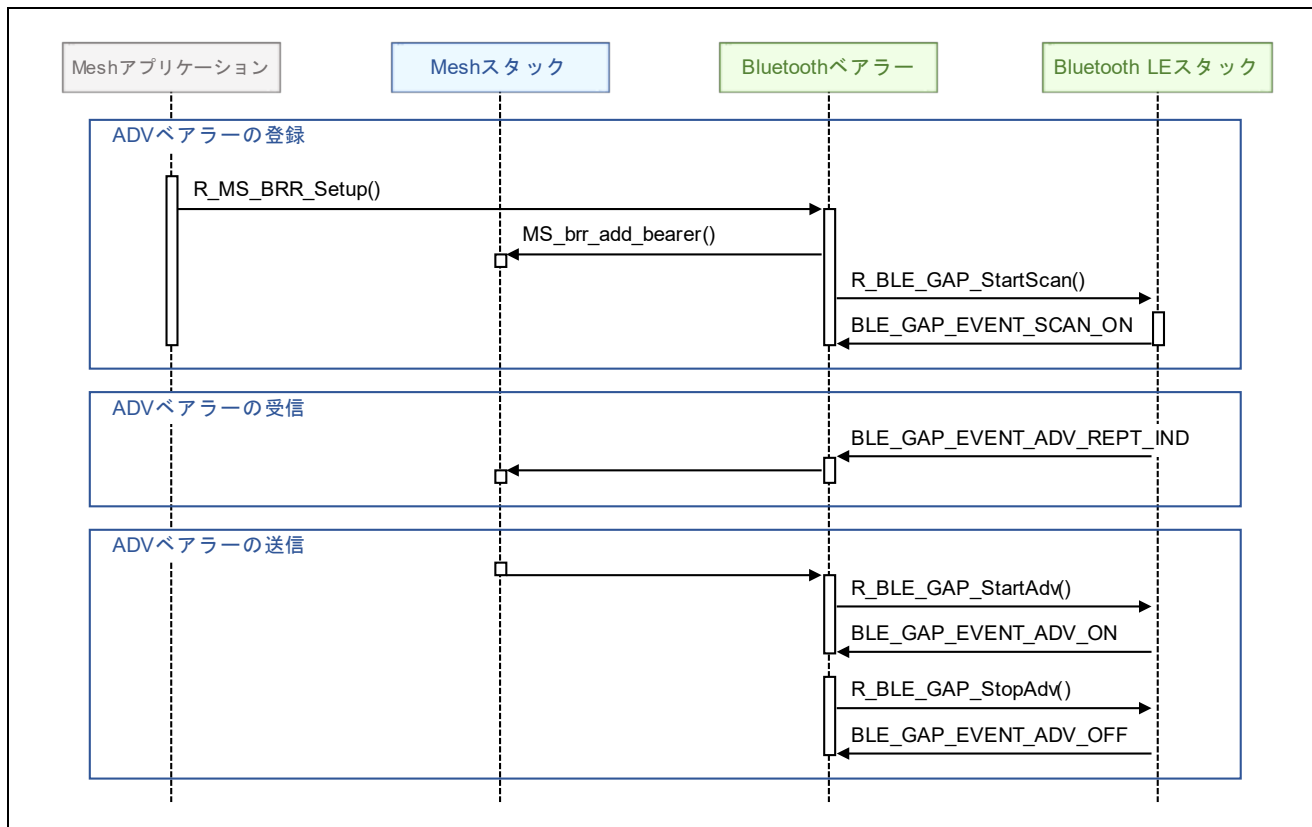 Meshアプリケーション
Meshスタック
Bluetoothベアラー
Bluetooth LEスタック
ADVベアラーの登録
R_MS_BRR_Setup()
MS_brr_add_bearer()
R_BLE_GAP_StartScan()
BLE_GAP_EVENT_SCAN_ON
ADVベアラーの受信
BLE_GAP_EVENT_ADV_REPT_IND
ADVベアラーの送信
R_BLE_GAP_StartAdv()
BLE_GAP_EVENT_ADV_ON
R_BLE_GAP_StopAdv()
BLE_GAP_EVENT_ADV_OFF